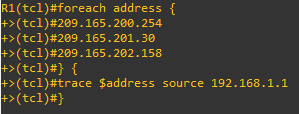 R1(tcl)#foreach address {
+>(tcl)#209.165.200.254
+>(tcl)#209.165.201.30
+>(tcl)#209.165.202.158
+>(tcl)#} {
+>(tcl)#trace $address source 192.168.1.1
+>(tcl)#}